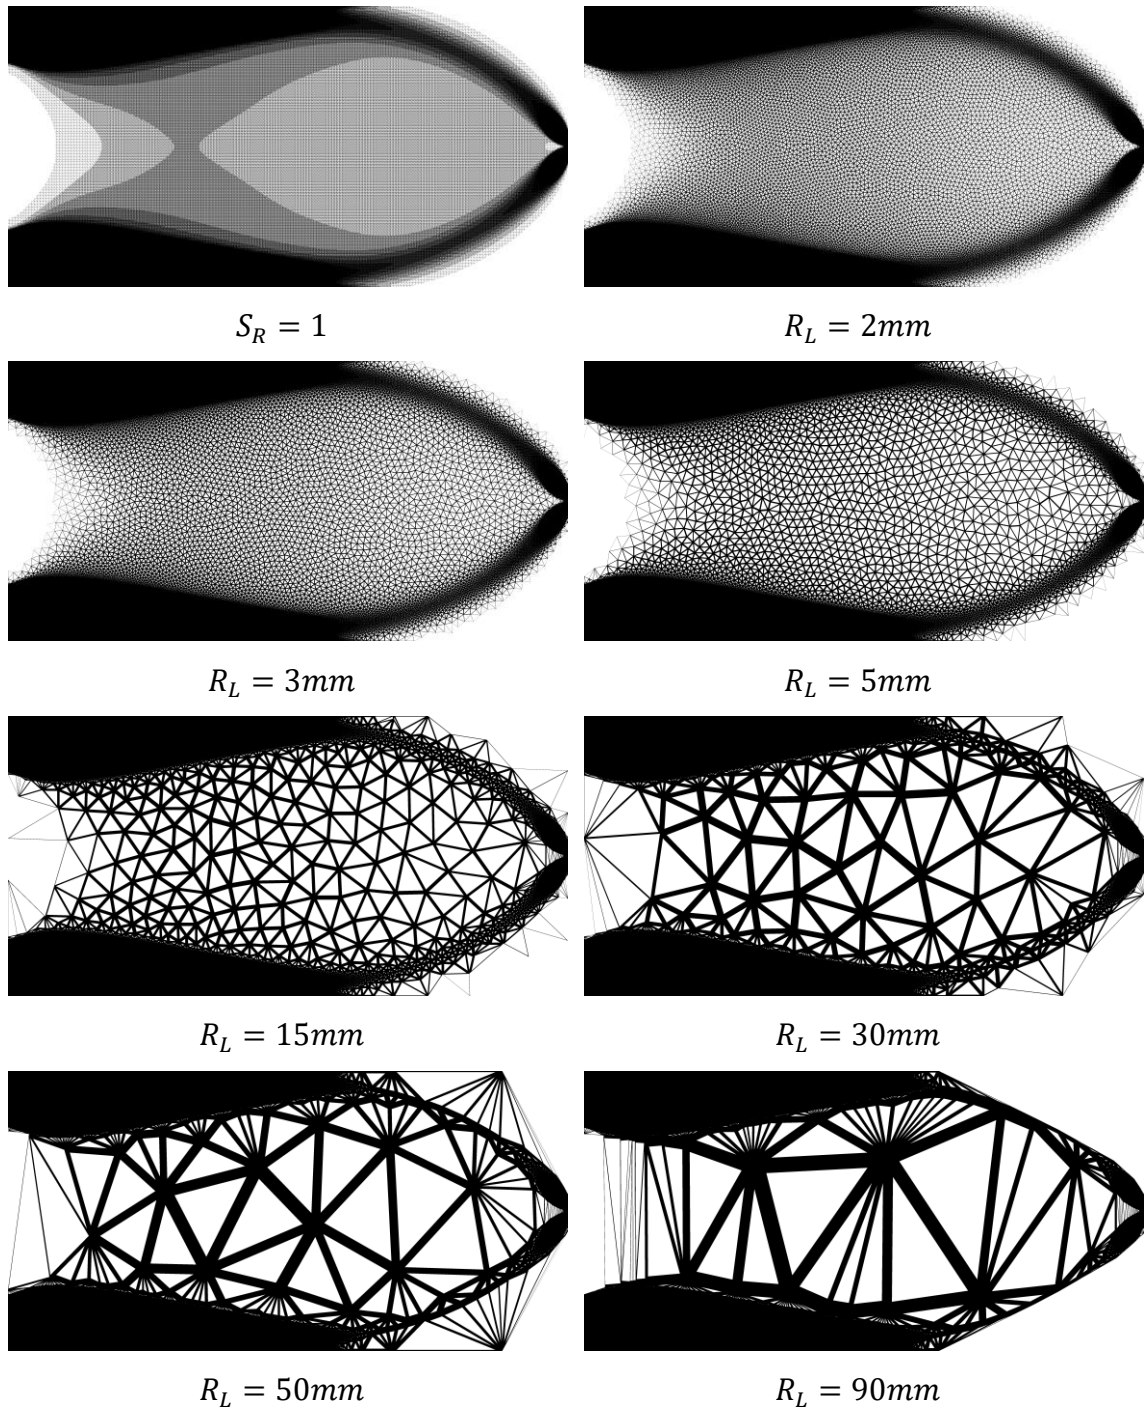 S_R = 1
R_L = 2mm
R_L = 3mm
R_L = 5mm
R_L = 15mm
R_L = 30mm
R_L = 50mm
R_L = 90mm